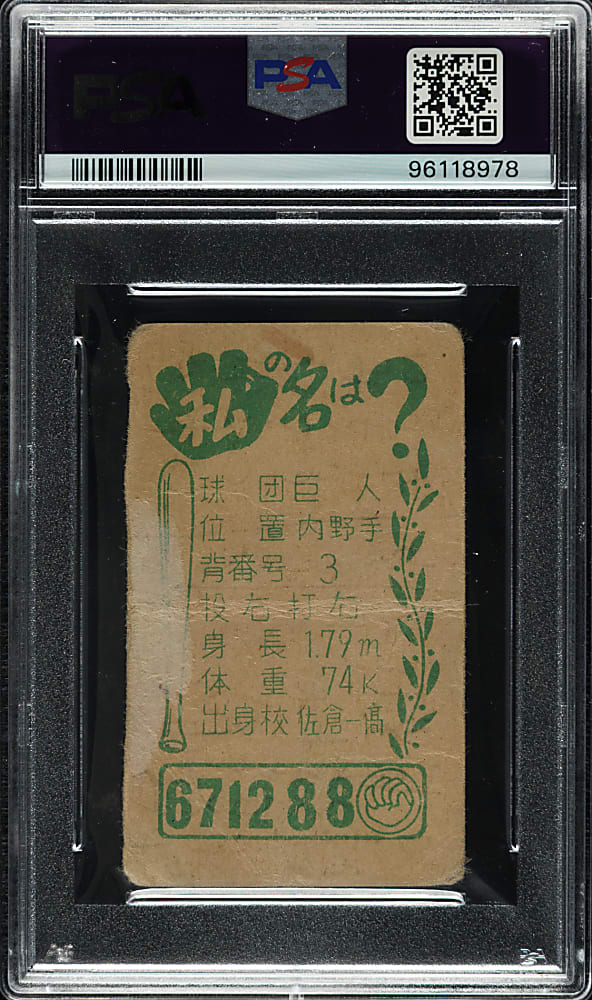 PSA
PSA
96118978
私の名は?
球 团 巨 人
位 置 内野手
背番号 3
投 右 打 右
身 長 1.79m
体 重 74K
出身校 佐倉一高
671288